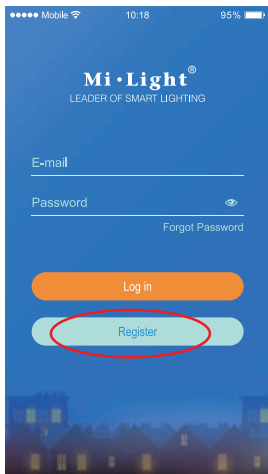 Mobile 10:18 95%
Mi·Light®
LEADER OF SMART LIGHTING
E-mail
Password
Forgot Password
Log in
Register